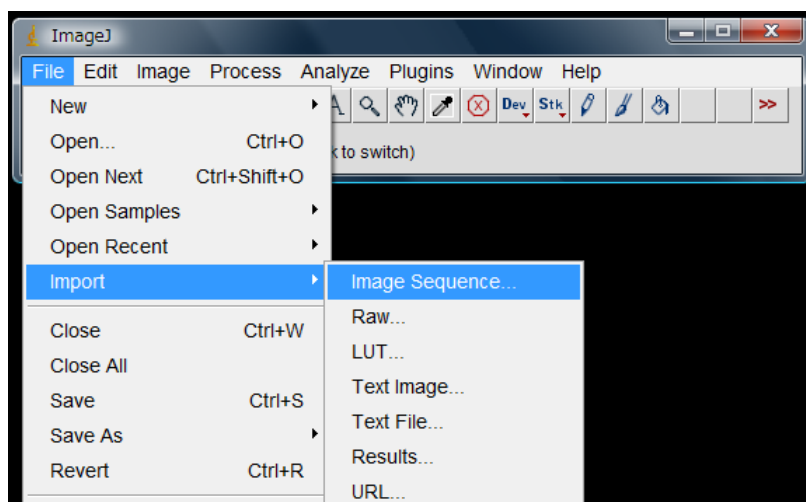 ImageJ
File Edit Image Process Analyze Plugins Window Help
New
A Dev Stk >>
Open... Ctrl+O
to switch)
Open Next Ctrl+Shift+O
Open Samples
Open Recent
Import
Image Sequence...
Raw...
Close Ctrl+W
LUT...
Close All
Text Image...
Save Ctrl+S
Text File...
Save As
Results...
Revert Ctrl+R
URL...